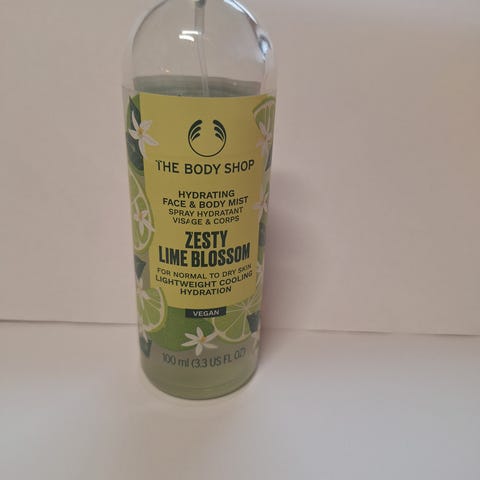 THE BODY SHOP
HYDRATING
FACE & BODY MIST
SPRAY HYDRATANT
VISAGE & CORPS
ZESTY
LIME BLOSSOM
FOR NORMAL TO DRY SKIN
LIGHTWEIGHT COOLING
HYDRATION
VEGAN
100 ml (3.3 US FL OZ)